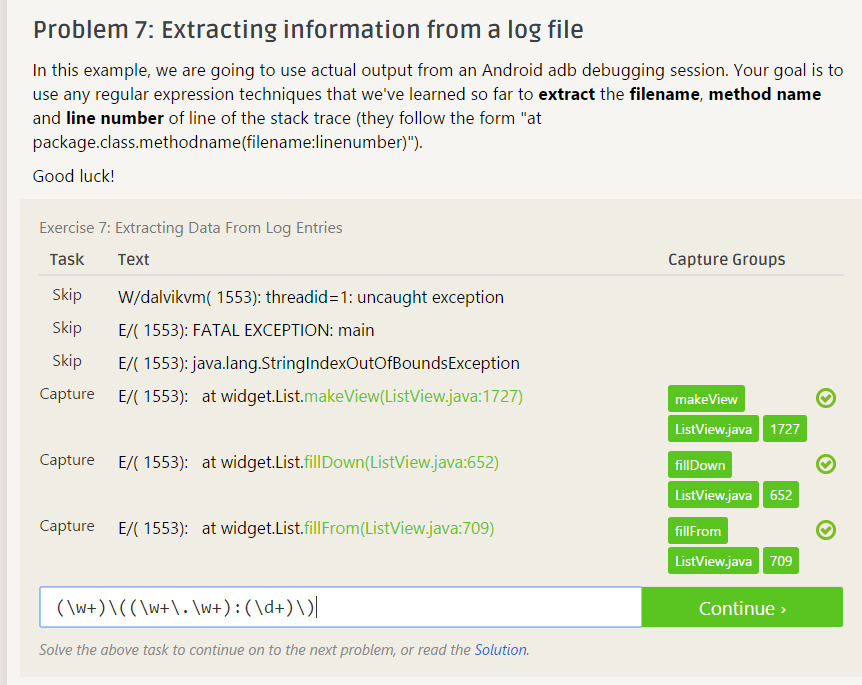 Problem 7: Extracting information from a log file
In this example, we are going to use actual output from an Android adb debugging session. Your goal is to
use any regular expression techniques that we've learned so far to extract the filename, method name
and line number of line of the stack trace (they follow the form "at
package.class.methodname(filename:linenumber)").
Good luck!
Exercise 7: Extracting Data From Log Entries
Task Text Capture Groups
Skip W/dalvikvm( 1553): threadid=1: uncaught exception
Skip E/( 1553): FATAL EXCEPTION: main
Skip E/( 1553): java.lang.StringIndexOutOfBoundsException
Capture E/( 1553):   at widget.List.makeView(ListView.java:1727) makeView
ListView.java 1727
Capture E/( 1553):   at widget.List.fillDown(ListView.java:652) fillDown
ListView.java 652
Capture E/( 1553):   at widget.List.fillFrom(ListView.java:709) fillFrom
ListView.java 709
(\w+)\((\w+\.\w+):(\d+)\) Continue ›
Solve the above task to continue on to the next problem, or read the Solution.